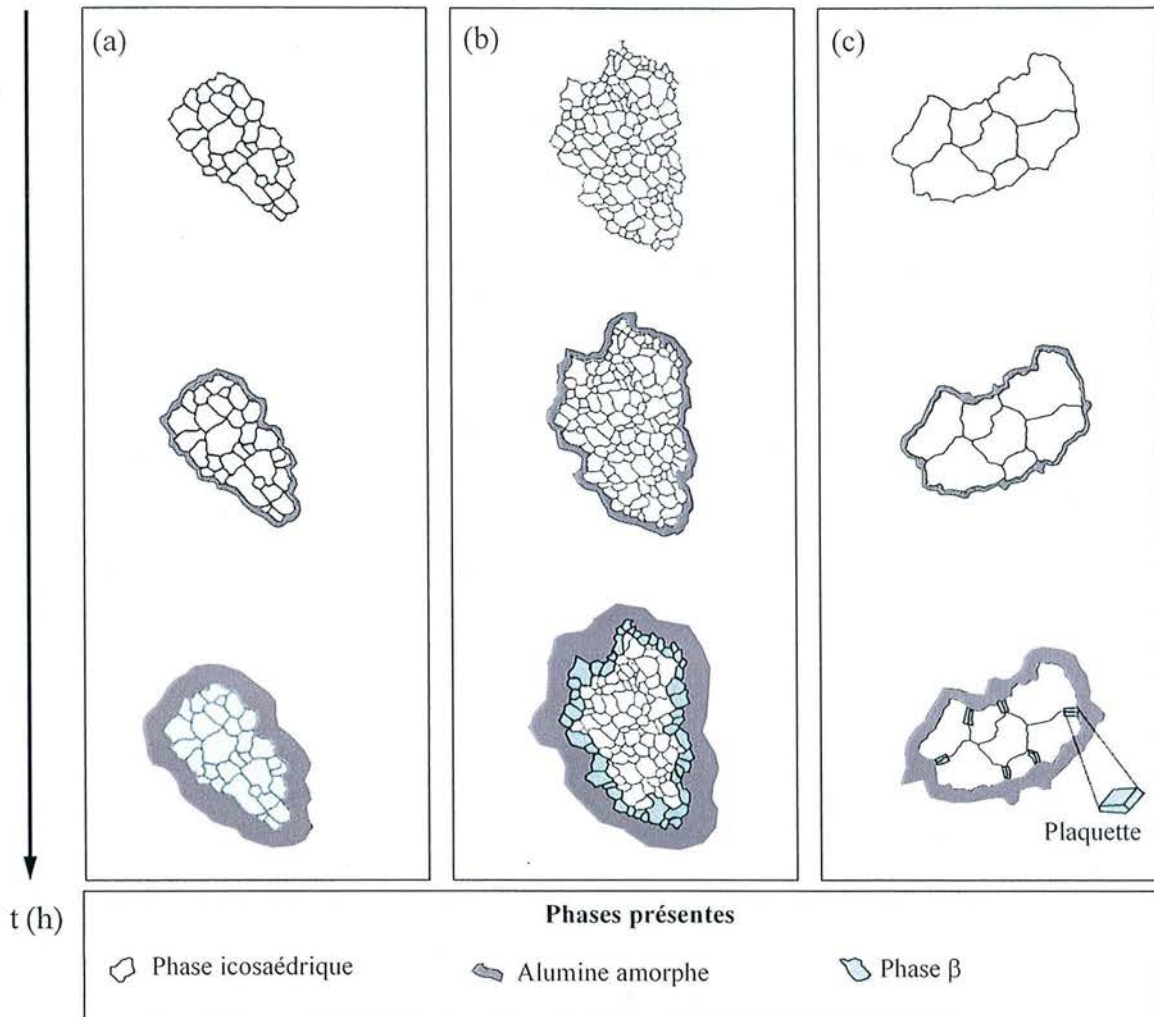 (a)
(b)
(c)
Plaquette
t (h)
Phases présentes
Phase icosaédrique
Alumine amorphe
Phase β